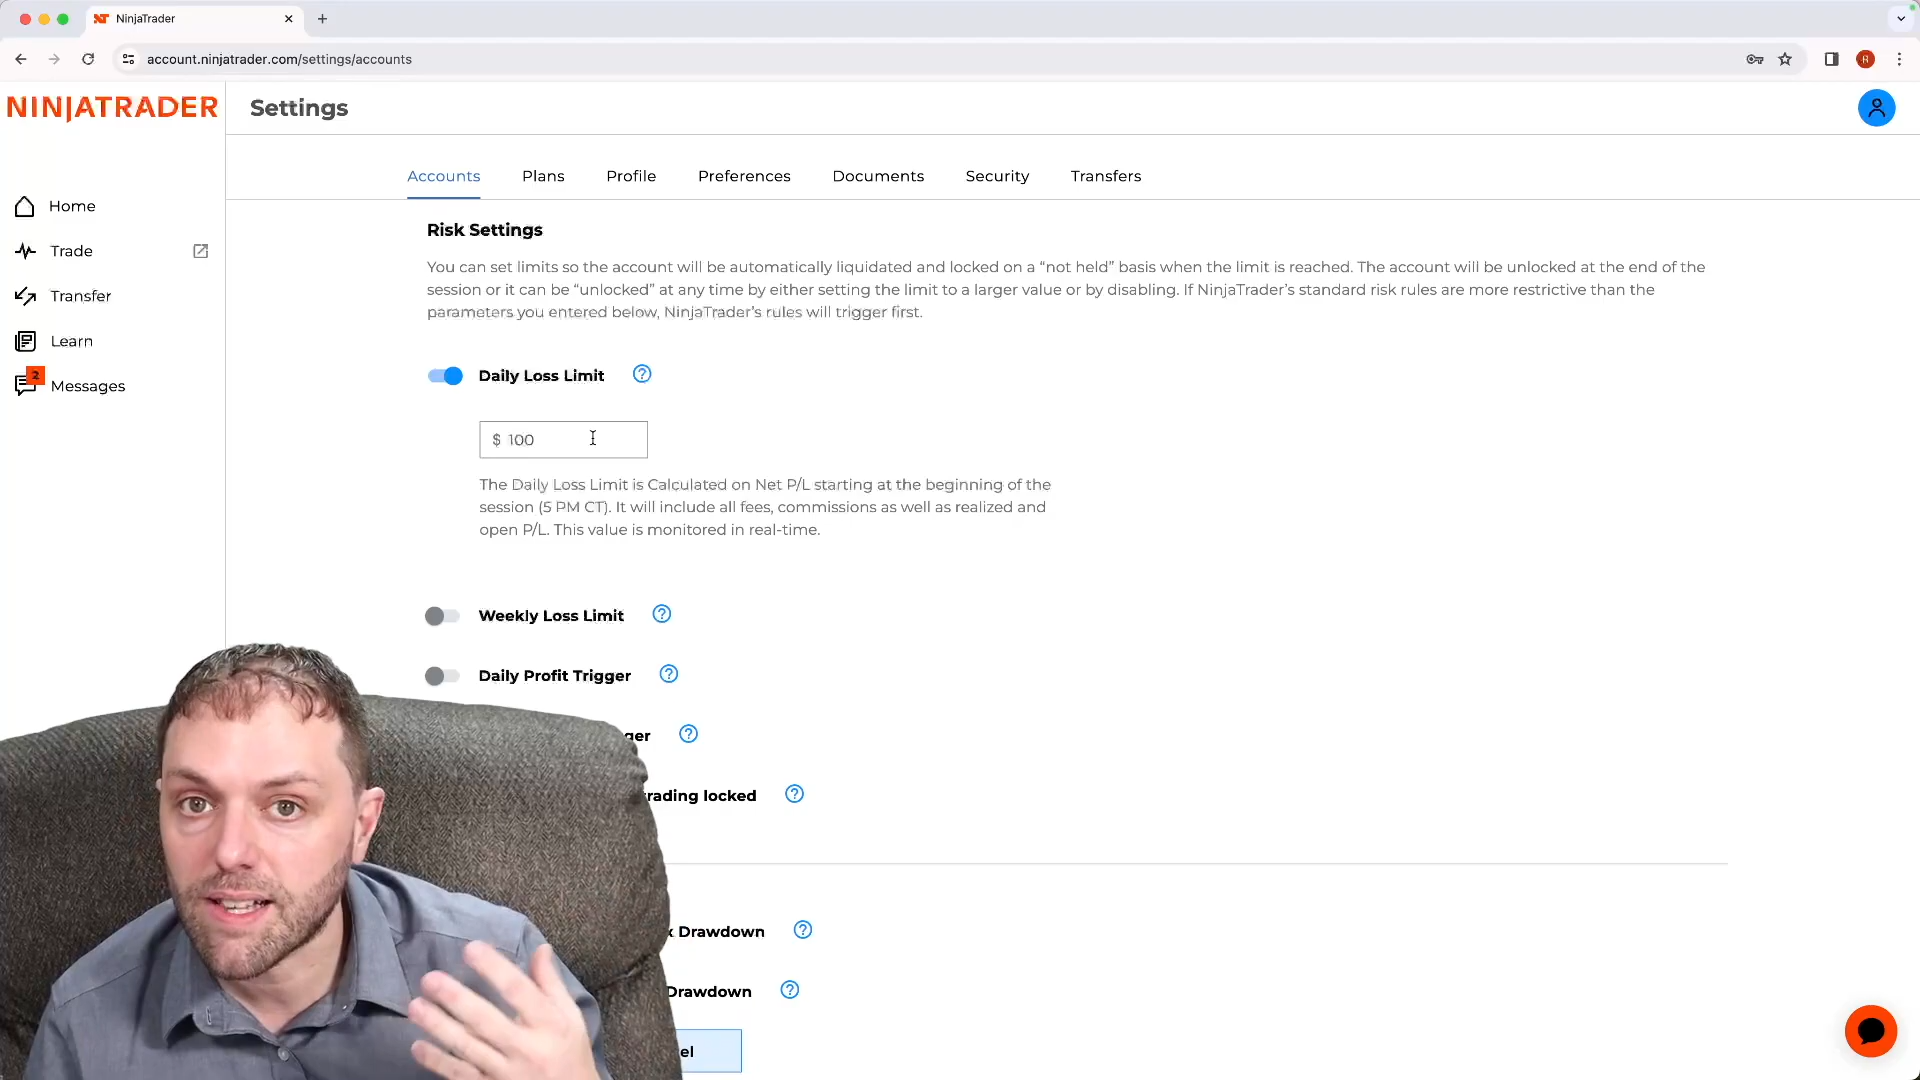 NinjaTrader
account.ninjatrader.com/settings/accounts
R
NINJATRADER
Settings
Accounts Plans Profile Preferences Documents Security Transfers
Home
Trade
Transfer
Learn
2
Messages
Risk Settings
You can set limits so the account will be automatically liquidated and locked on a “not held” basis when the limit is reached. The account will be unlocked at the end of the
session or it can be “unlocked” at any time by either setting the limit to a larger value or by disabling. If NinjaTrader’s standard risk rules are more restrictive than the
parameters you entered below, NinjaTrader’s rules will trigger first.
Daily Loss Limit ?
$ 100
The Daily Loss Limit is Calculated on Net P/L starting at the beginning of the
session (5 PM CT). It will include all fees, commissions as well as realized and
open P/L. This value is monitored in real-time.
Weekly Loss Limit ?
Daily Profit Trigger ?
?
locked ?
Drawdown ?
Drawdown ?